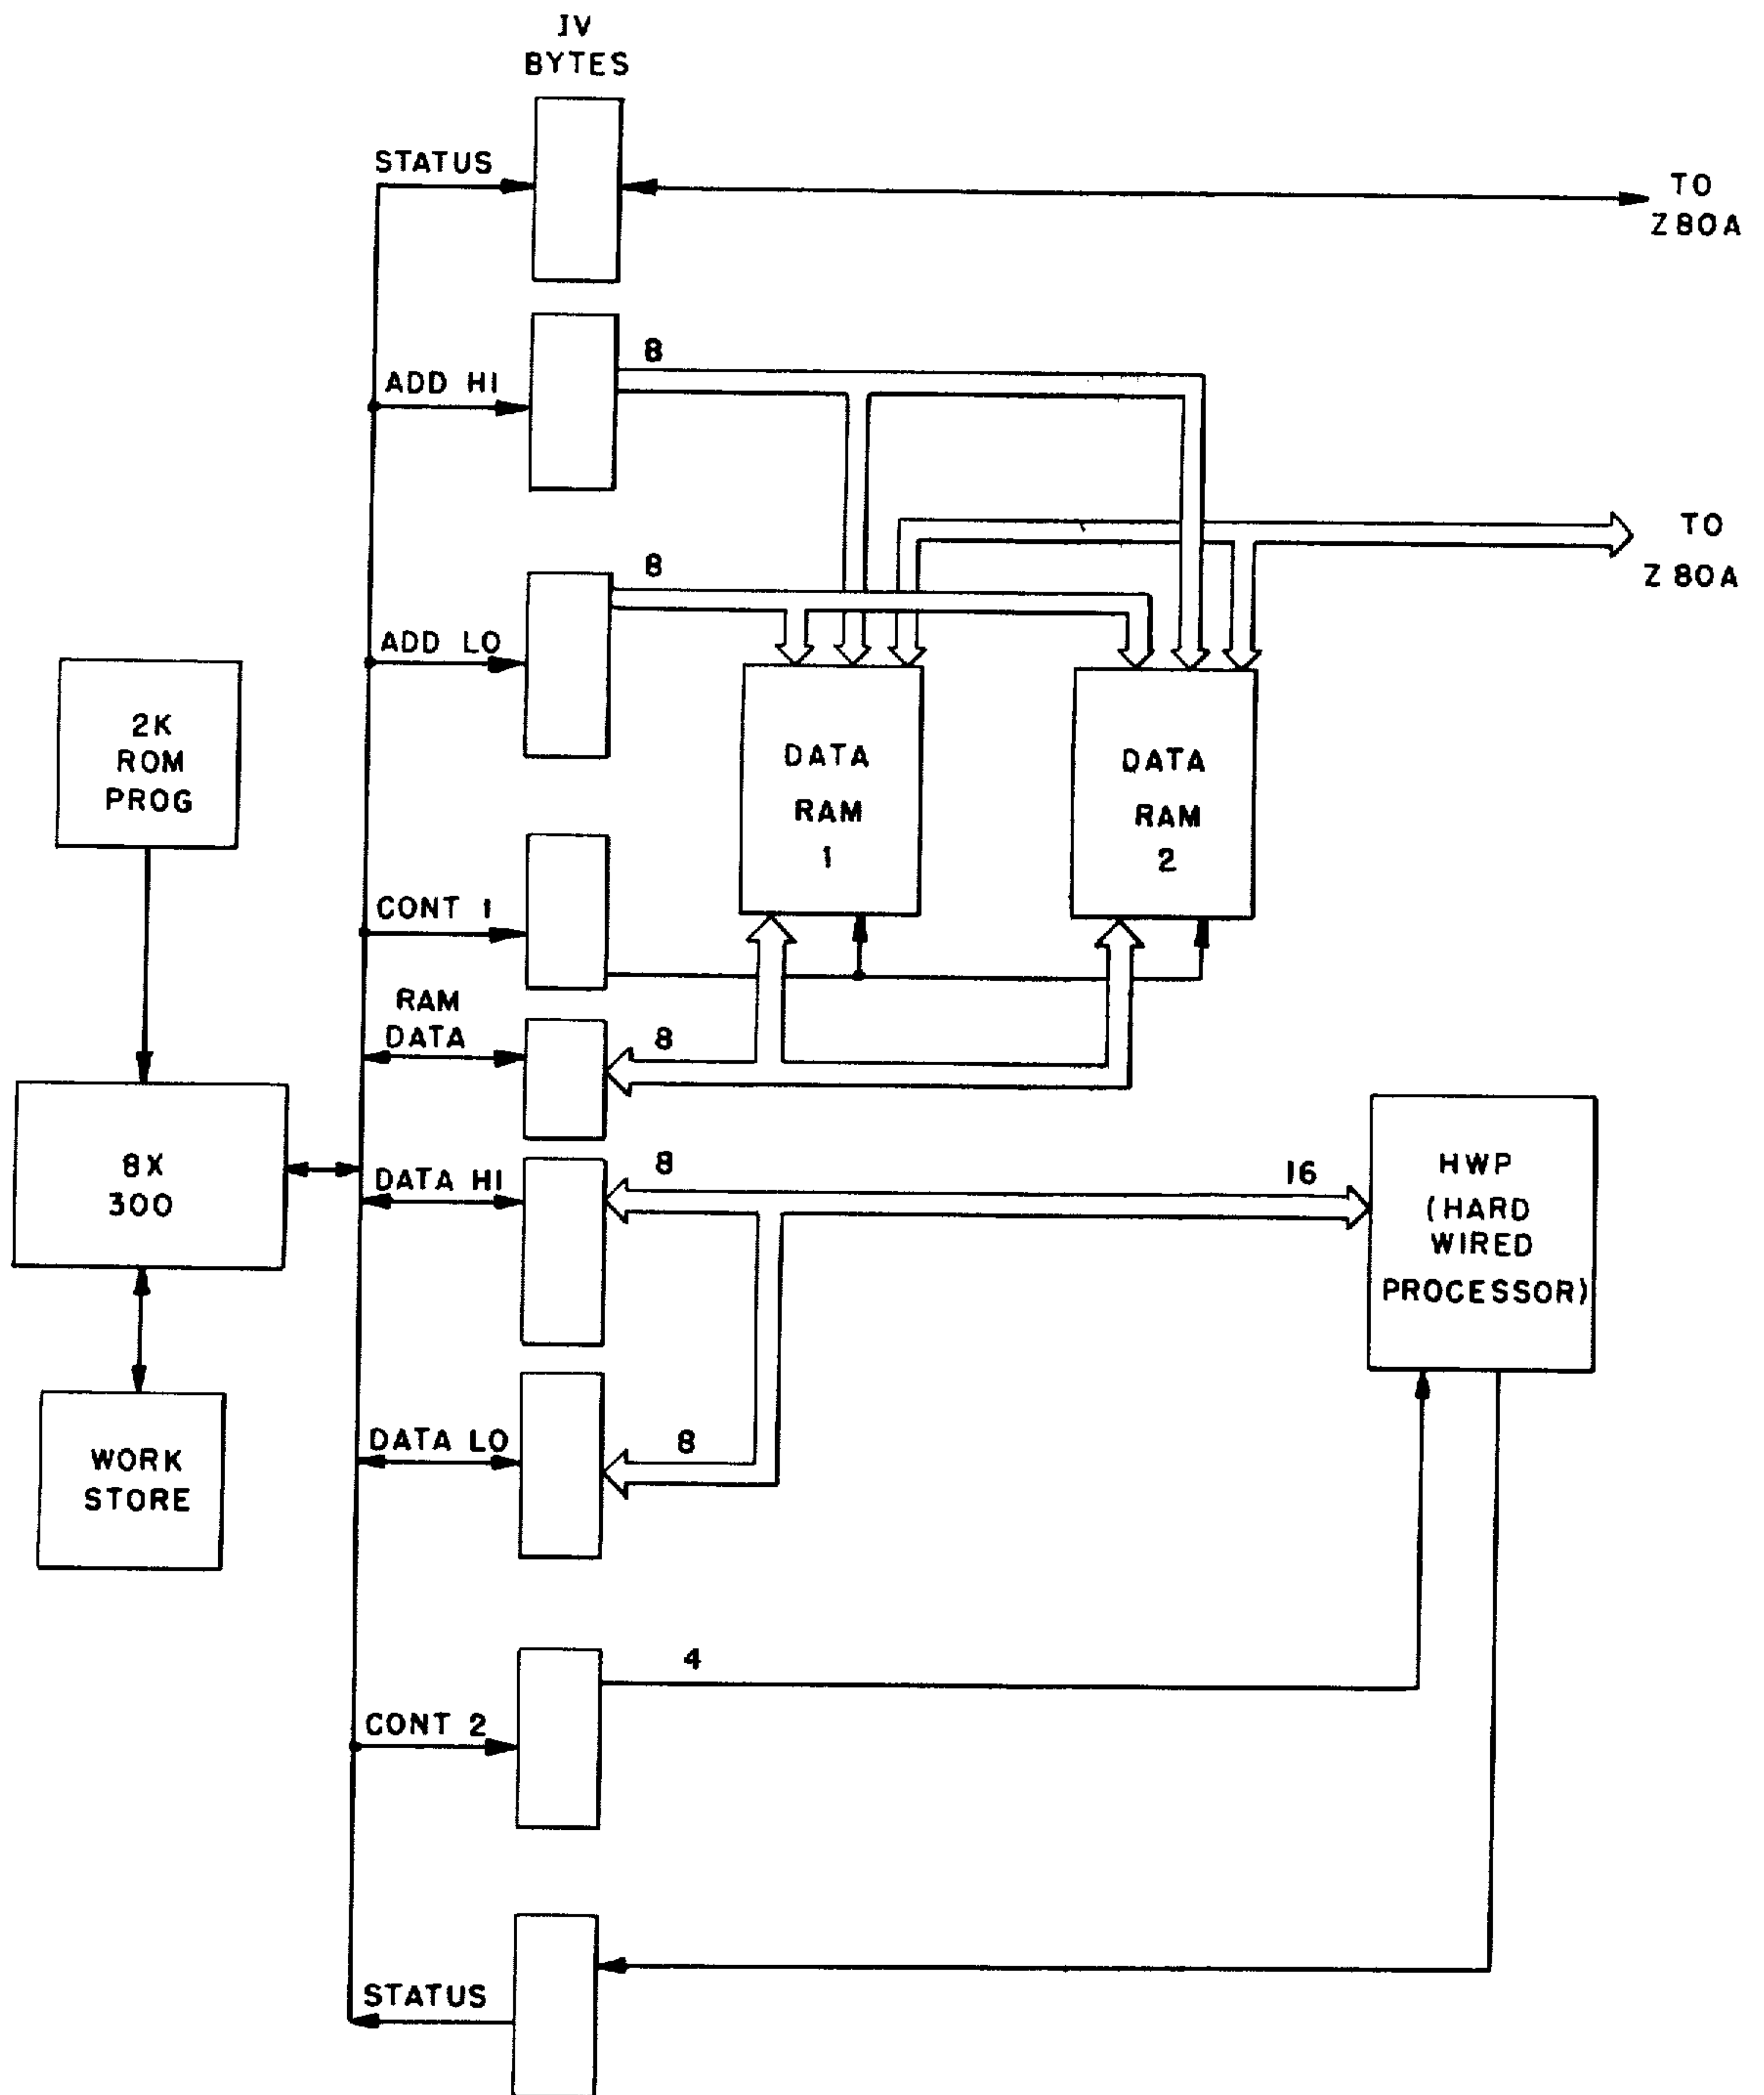 JV
BYTES
STATUS
TO
Z80A
ADD HI
8
TO
Z80A
8
ADD LO
2K
ROM
PROG
DATA
RAM
1
DATA
RAM
2
CONT 1
RAM
DATA
8
8X
300
DATA HI
8
16
HWP
(HARD
WIRED
PROCESSOR)
DATA LO
8
WORK
STORE
4
CONT 2
STATUS